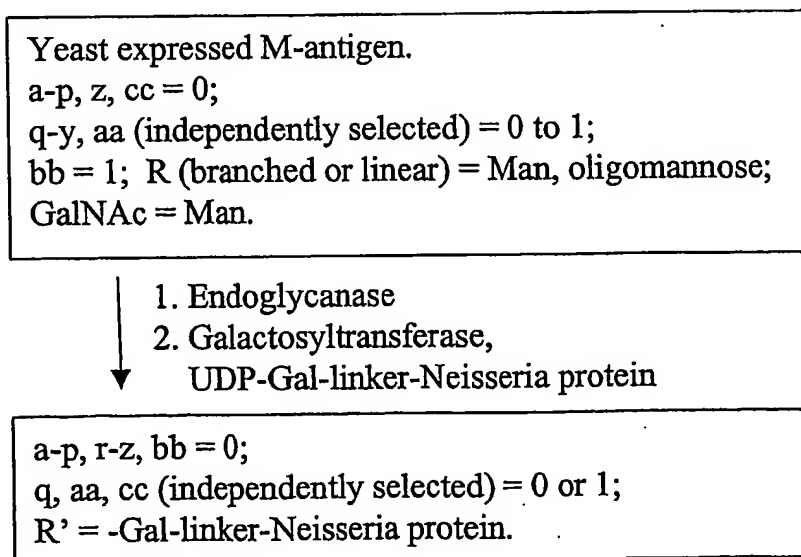 Yeast expressed M-antigen.
a-p, z, cc = 0;
q-y, aa (independently selected) = 0 to 1;
bb = 1; R (branched or linear) = Man, oligomannose;
GalNAc = Man.
1. Endoglycanase
2. Galactosyltransferase,
UDP-Gal-linker-Neisseria protein
a-p, r-z, bb = 0;
q, aa, cc (independently selected) = 0 or 1;
R' = -Gal-linker-Neisseria protein.